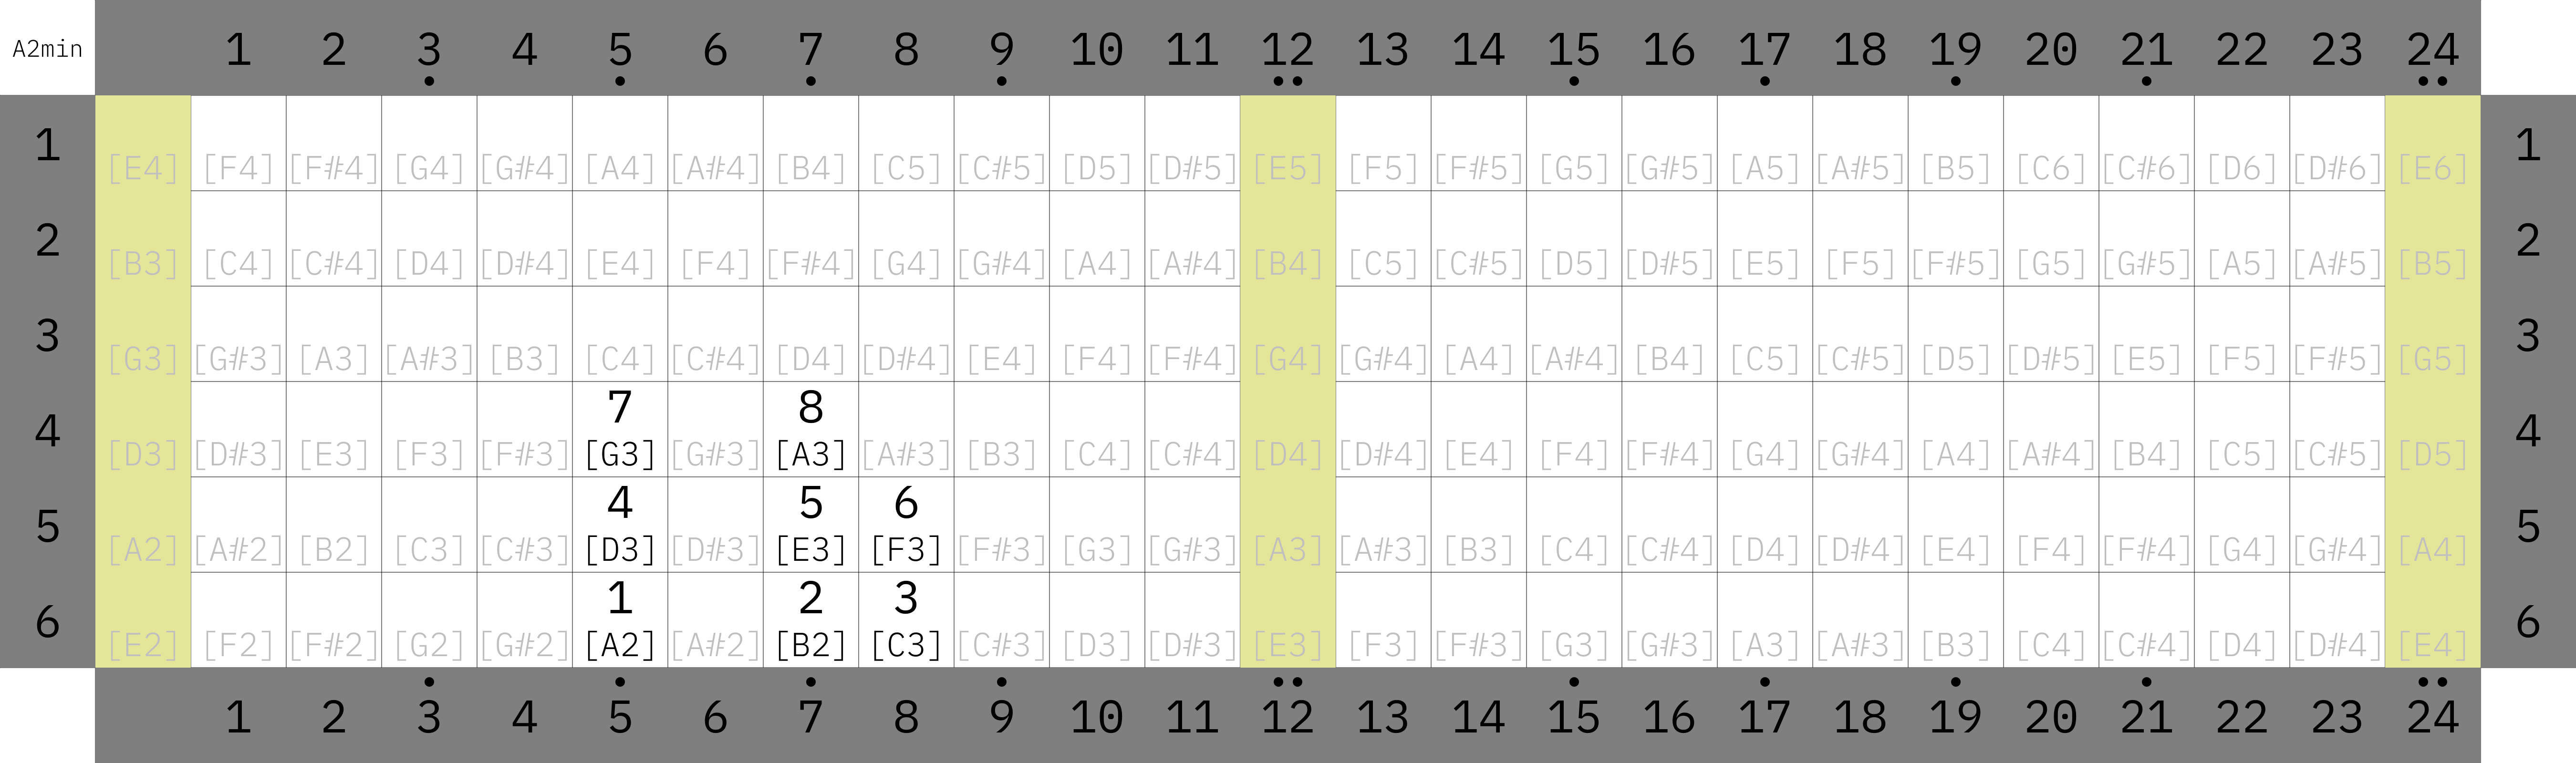 A2min 1 2 3 4 5 6 7 8 9 10 11 12 13 14 15 16 17 18 19 20 21 22 23 24
1 [E4] [F4] [F#4] [G4] [G#4] [A4] [A#4] [B4] [C5] [C#5] [D5] [D#5] [E5] [F5] [F#5] [G5] [G#5] [A5] [A#5] [B5] [C6] [C#6] [D6] [D#6] [E6] 1
2 [B3] [C4] [C#4] [D4] [D#4] [E4] [F4] [F#4] [G4] [G#4] [A4] [A#4] [B4] [C5] [C#5] [D5] [D#5] [E5] [F5] [F#5] [G5] [G#5] [A5] [A#5] [B5] 2
3 [G3] [G#3] [A3] [A#3] [B3] [C4] [C#4] [D4] [D#4] [E4] [F4] [F#4] [G4] [G#4] [A4] [A#4] [B4] [C5] [C#5] [D5] [D#5] [E5] [F5] [F#5] [G5] 3
7 8
4 [D3] [D#3] [E3] [F3] [F#3] [G3] [G#3] [A3] [A#3] [B3] [C4] [C#4] [D4] [D#4] [E4] [F4] [F#4] [G4] [G#4] [A4] [A#4] [B4] [C5] [C#5] [D5] 4
4 5 6
5 [A2] [A#2] [B2] [C3] [C#3] [D3] [D#3] [E3] [F3] [F#3] [G3] [G#3] [A3] [A#3] [B3] [C4] [C#4] [D4] [D#4] [E4] [F4] [F#4] [G4] [G#4] [A4] 5
1 2 3
6 [E2] [F2] [F#2] [G2] [G#2] [A2] [A#2] [B2] [C3] [C#3] [D3] [D#3] [E3] [F3] [F#3] [G3] [G#3] [A3] [A#3] [B3] [C4] [C#4] [D4] [D#4] [E4] 6
1 2 3 4 5 6 7 8 9 10 11 12 13 14 15 16 17 18 19 20 21 22 23 24